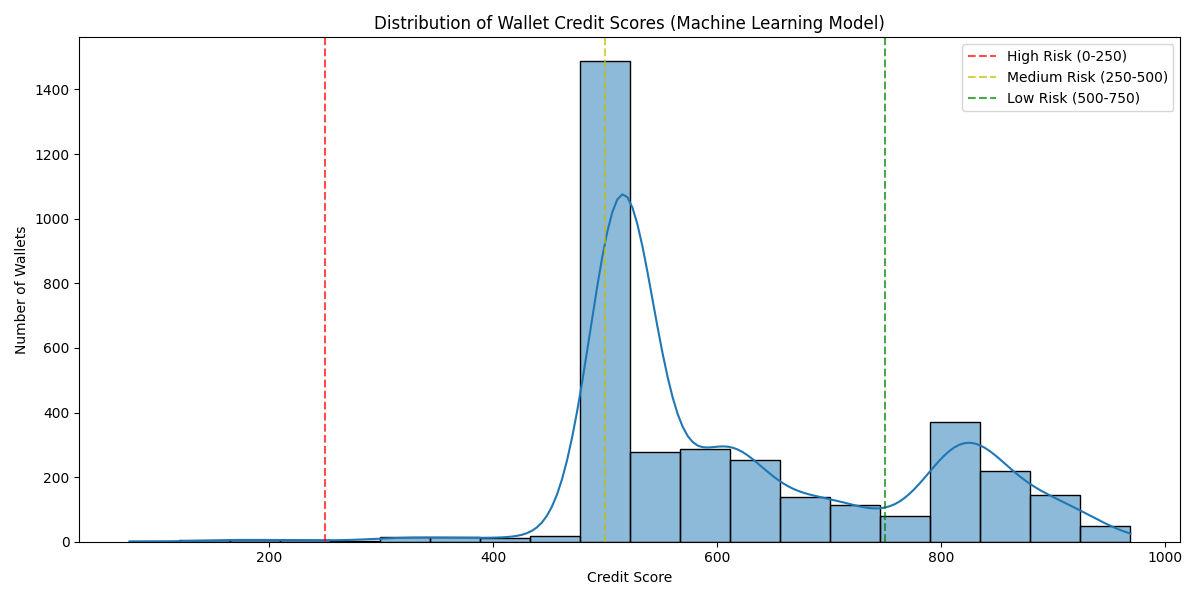 Distribution of Wallet Credit Scores (Machine Learning Model)
High Risk (0-250)
Medium Risk (250-500)
Low Risk (500-750)
Number of Wallets
1400
1200
1000
800
600
400
200
0
200
400
600
800
1000
Credit Score